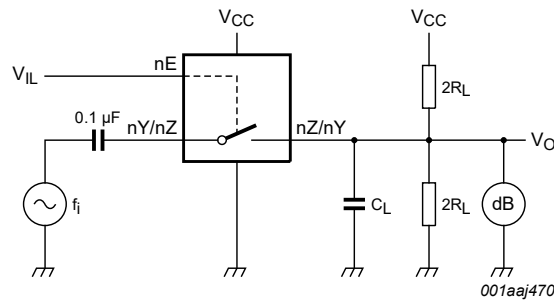 VCC
VCC
VIL
nE
2RL
0.1 µF
nY/nZ
nZ/nY
VO
fi
CL
2RL
dB
001aaj470